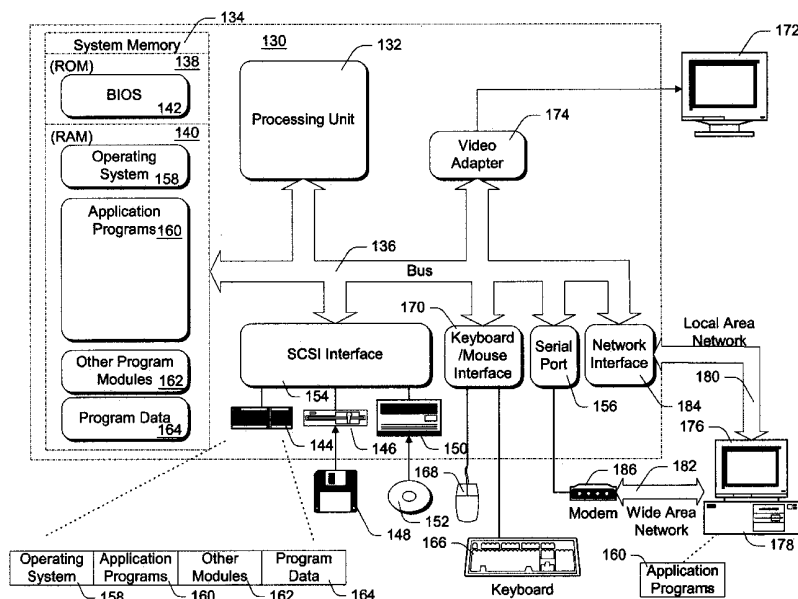 System Memory
134
(ROM) 138
BIOS
142
(RAM) 140
Operating
System
158
Application
Programs 160
Other Program
Modules 162
Program Data
164
130
132
Processing Unit
174
Video
Adapter
172
136
Bus
SCSI Interface
154
170
Keyboard
/Mouse
Interface
Serial
Port
156
Network
Interface
184
Local Area
Network
180
176
144
146
150
168
186
182
Modem
Wide Area
Network
178
148
152
166
Keyboard
160
Application
Programs
Operating
System
Application
Programs
Other
Modules
Program
Data
158
160
162
164